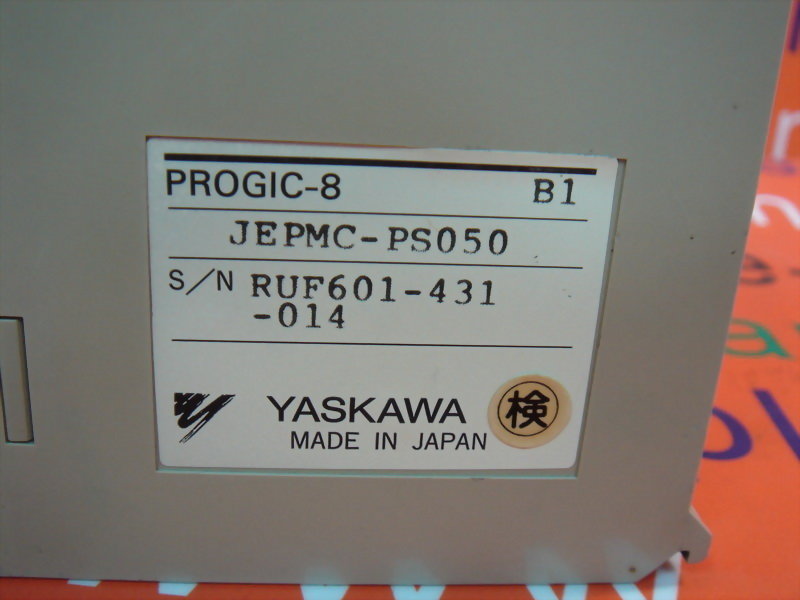 PROGIC-8 B1
JEPMC-PS050
S/N RUF601-431
-014
YASKAWA 検
MADE IN JAPAN